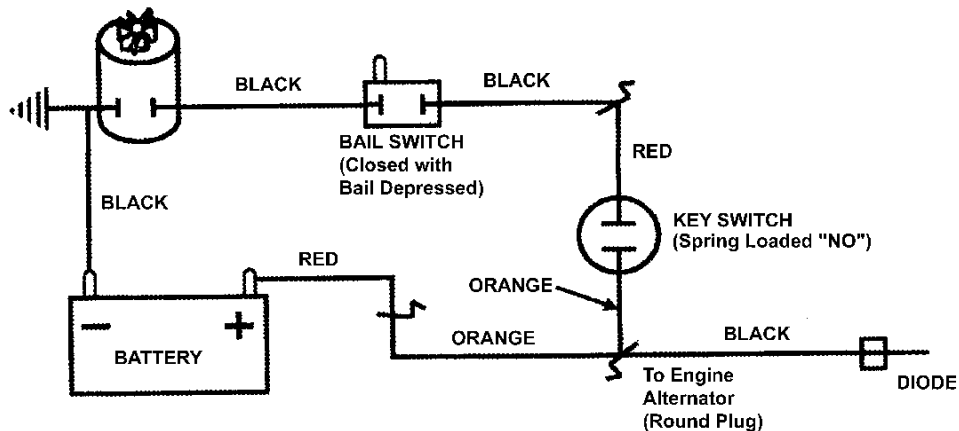 BLACK
BLACK
BAIL SWITCH
(Closed with
Bail Depressed)
RED
BLACK
KEY SWITCH
(Spring Loaded "NO")
RED
ORANGE
ORANGE
BLACK
BATTERY
To Engine
Alternator
(Round Plug)
DIODE